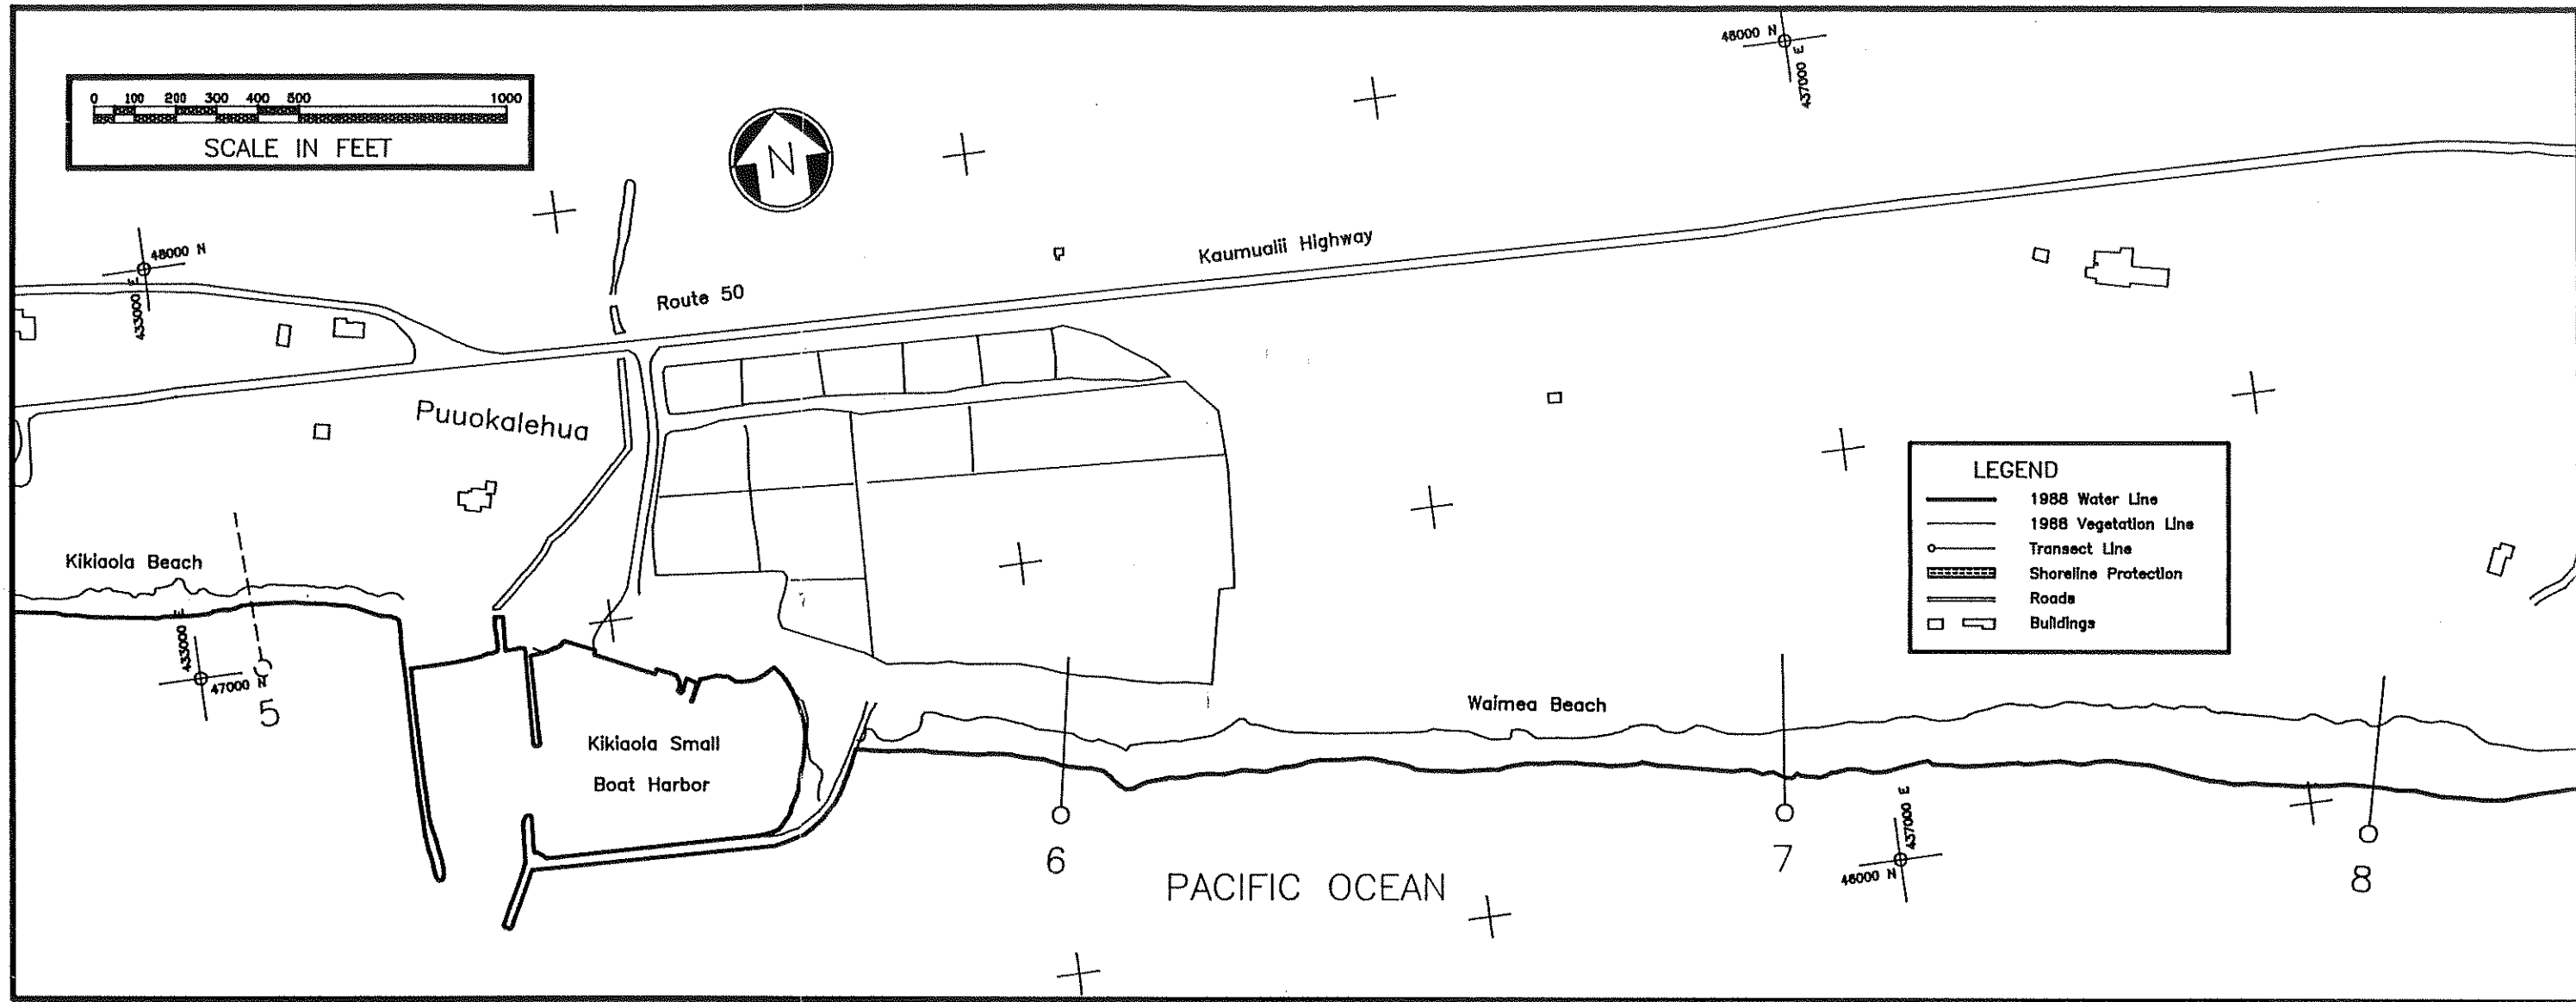 48000 N
437000 E
0 100 200 300 400 500 1000
SCALE IN FEET
N
48000 N
433000 E
Route 50
Kaumualii Highway
Puuokalehua
LEGEND
1988 Water Line
1988 Vegetation Line
Transect Line
Shoreline Protection
Roads
Buildings
Kikiaola Beach
433000 E
47000 N
5
Kikiaola Small
Boat Harbor
Waimea Beach
6
7
437000 E
46000 N
8
PACIFIC OCEAN